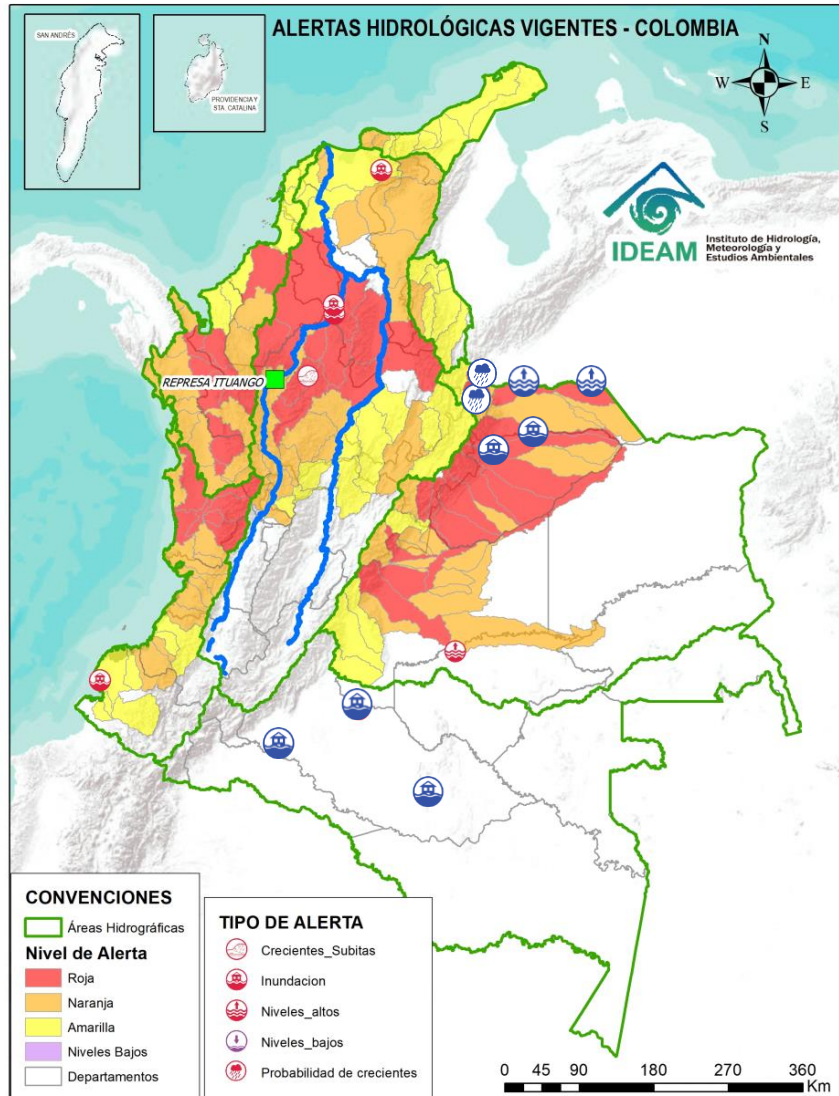 ALERTAS HIDROLÓGICAS VIGENTES - COLOMBIA
SAN ANDRÉS
PROVIDENCIA Y
STA. CATALINA
N
W
E
S
IDEAM
Instituto de Hidrología,
Meteorología y
Estudios Ambientales
REPRESA ITUANGO
CONVENCIONES
Áreas Hidrográficas
Nivel de Alerta
Roja
Naranja
Amarilla
Niveles Bajos
Departamentos
TIPO DE ALERTA
Crecientes_Subitas
Inundacion
Niveles_altos
Niveles_bajos
Probabilidad de crecientes
0 45 90 180 270 360
Km